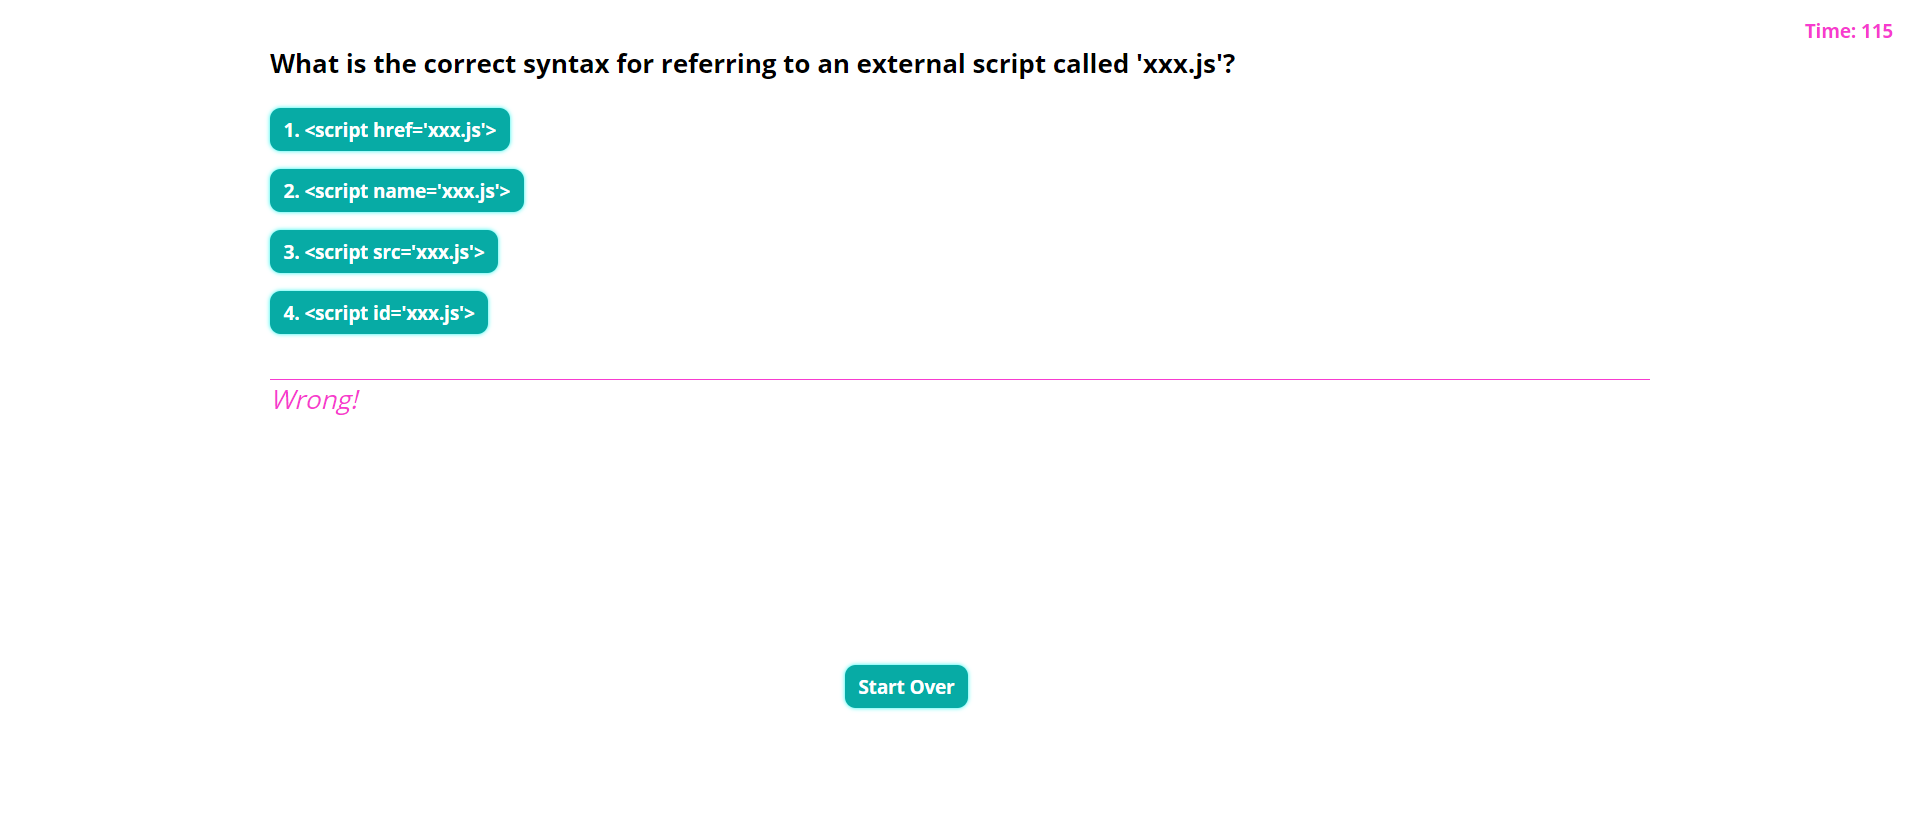 Time: 115
What is the correct syntax for referring to an external script called 'xxx.js'?
1. <script href='xxx.js'>
2. <script name='xxx.js'>
3. <script src='xxx.js'>
4. <script id='xxx.js'>
Wrong!
Start Over